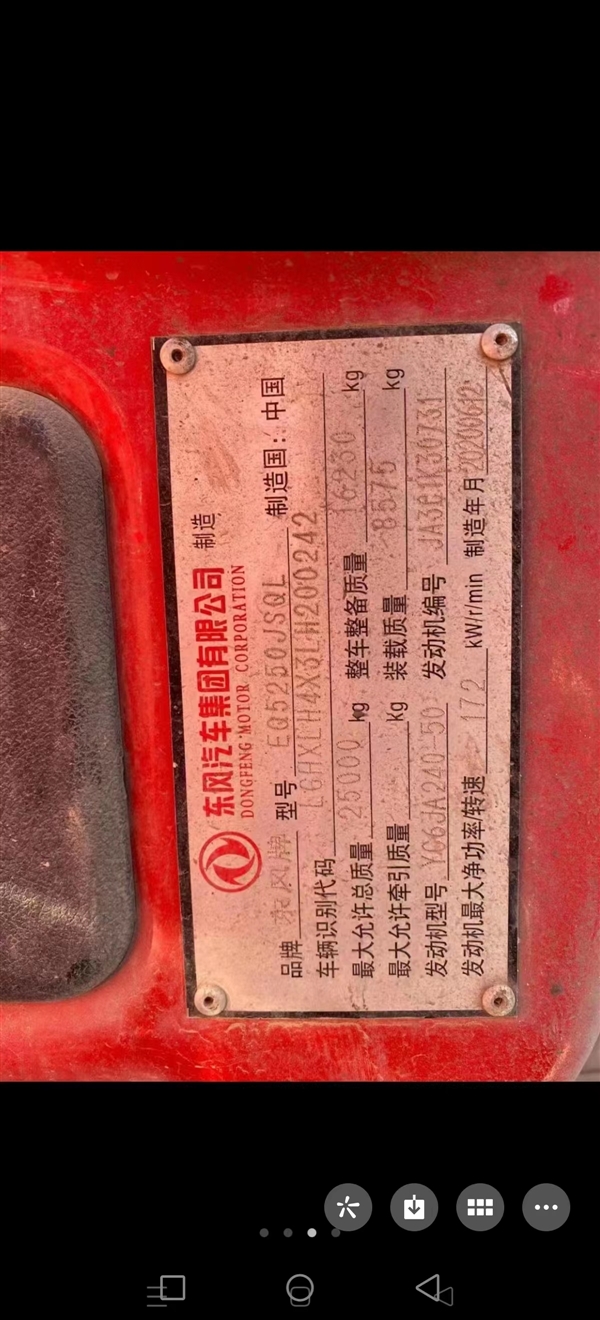 东风汽车集团有限公司 制造
DONGFENG MOTOR CORPORATION
品牌 东风牌 型号 EQ5250JSQL 制造国: 中国
车辆识别代码 LGHXLH4X3LH200242
最大允许总质量 25000 kg 整车整备质量 16230 kg
最大允许牵引质量 kg 装载质量 8575 kg
发动机型号 YC6JA240-50 发动机编号 JA3C1K30731
发动机最大净功率/转速 172 kW/r/min 制造年月 20200612